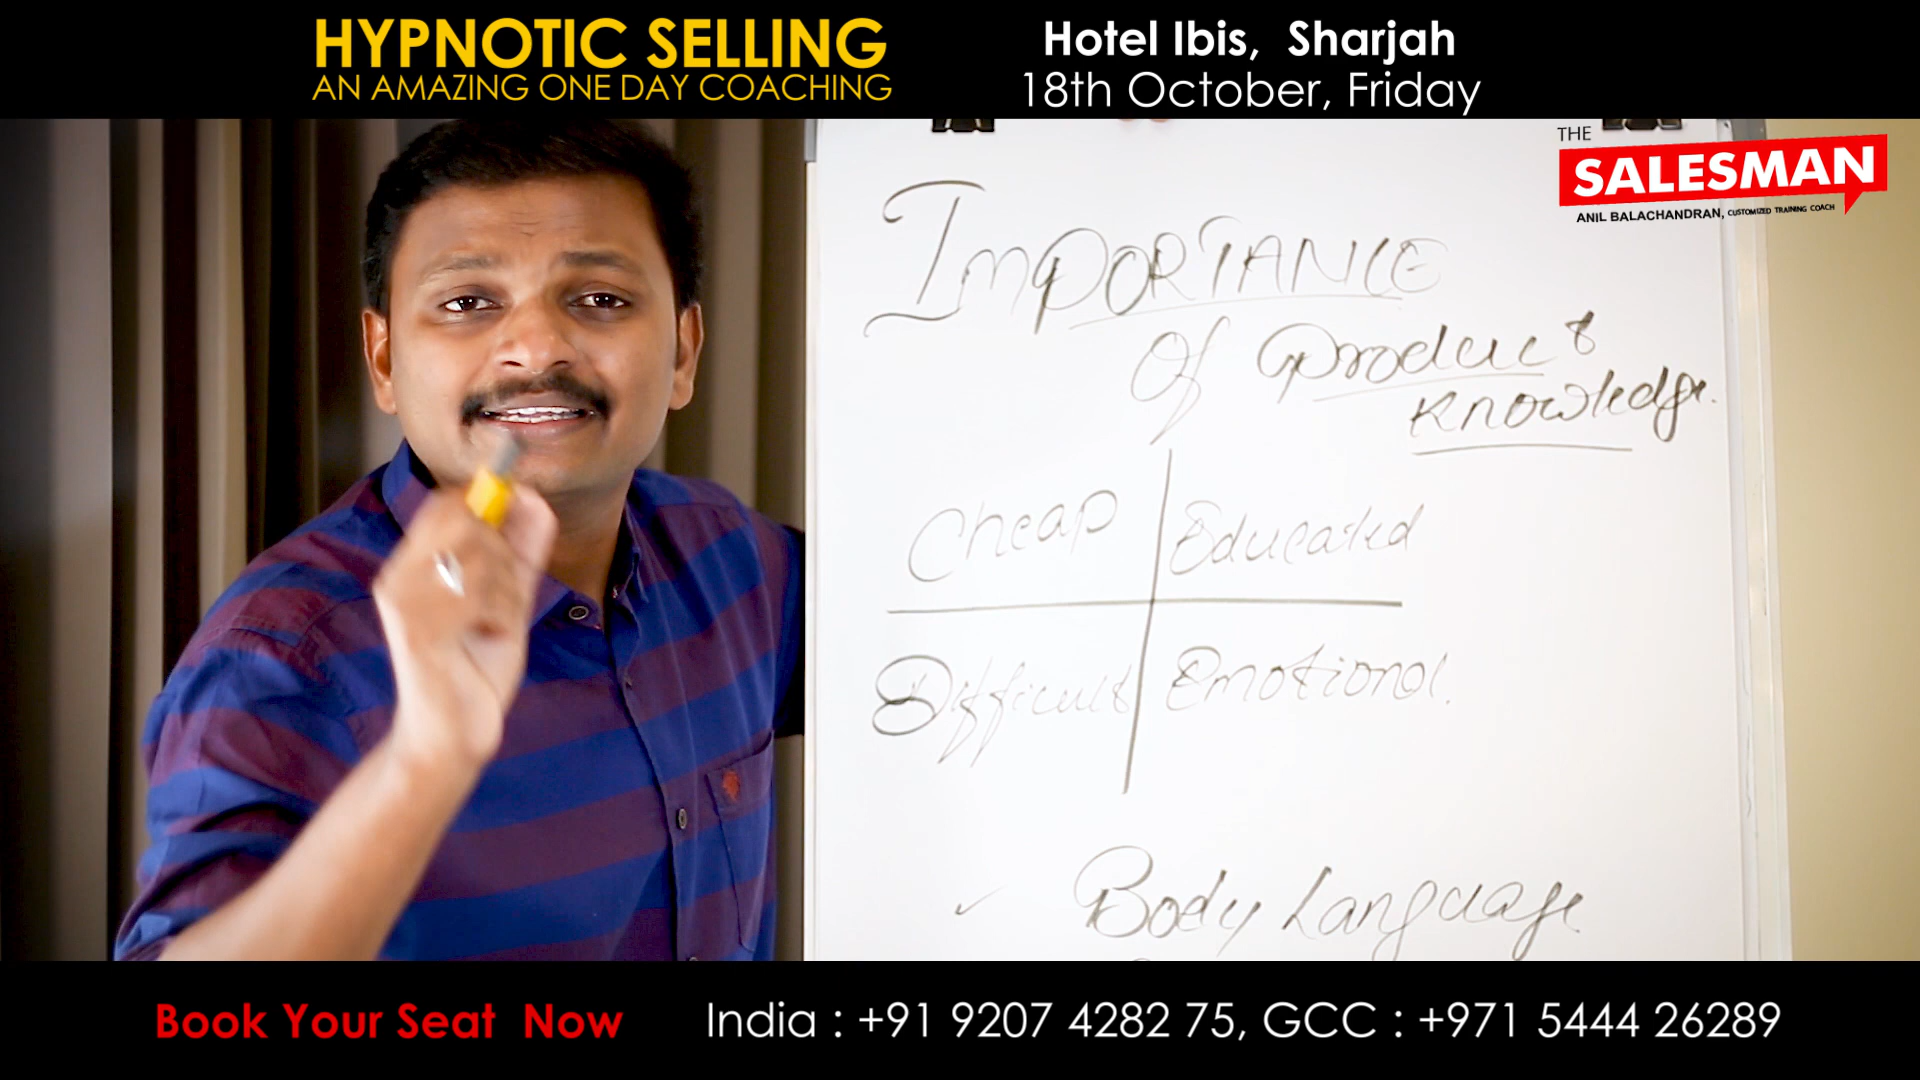 HYPNOTIC SELLING
AN AMAZING ONE DAY COACHING
Hotel Ibis, Sharjah
18th October, Friday
THE
SALESMAN
ANIL BALACHANDRAN, CUSTOMIZED TRAINING COACH
IMPORTANCE
Of Product
Knowledge.
Cheap
Educated
Difficult
Emotional.
✓ Body Language
Book Your Seat Now
India : +91 9207 4282 75, GCC : +971 5444 26289